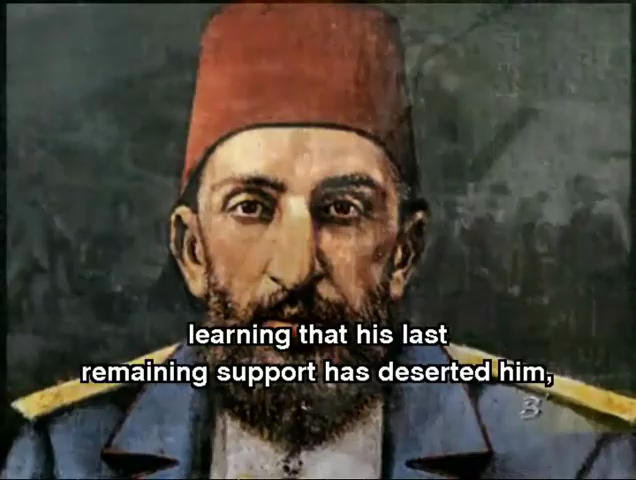 learning that his last
remaining support has deserted him,